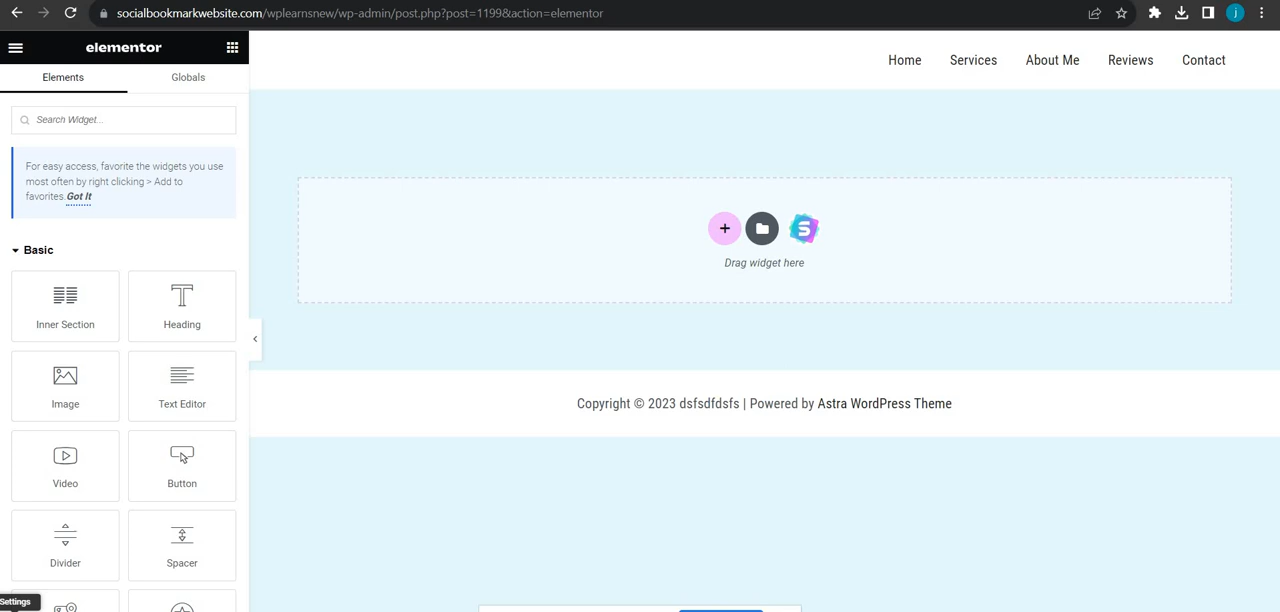 socialbookmarkwebsite.com/wplearnsnew/wp-admin/post.php?post=1199&action=elementor
j
elementor
Elements Globals
Search Widget...
For easy access, favorite the widgets you use
most often by right clicking > Add to
favorites. Got It
Basic
Inner Section Heading
Image Text Editor
Video Button
Divider Spacer
Settings
Home Services About Me Reviews Contact
S
Drag widget here
Copyright © 2023 dsfsdfdsfs | Powered by Astra WordPress Theme